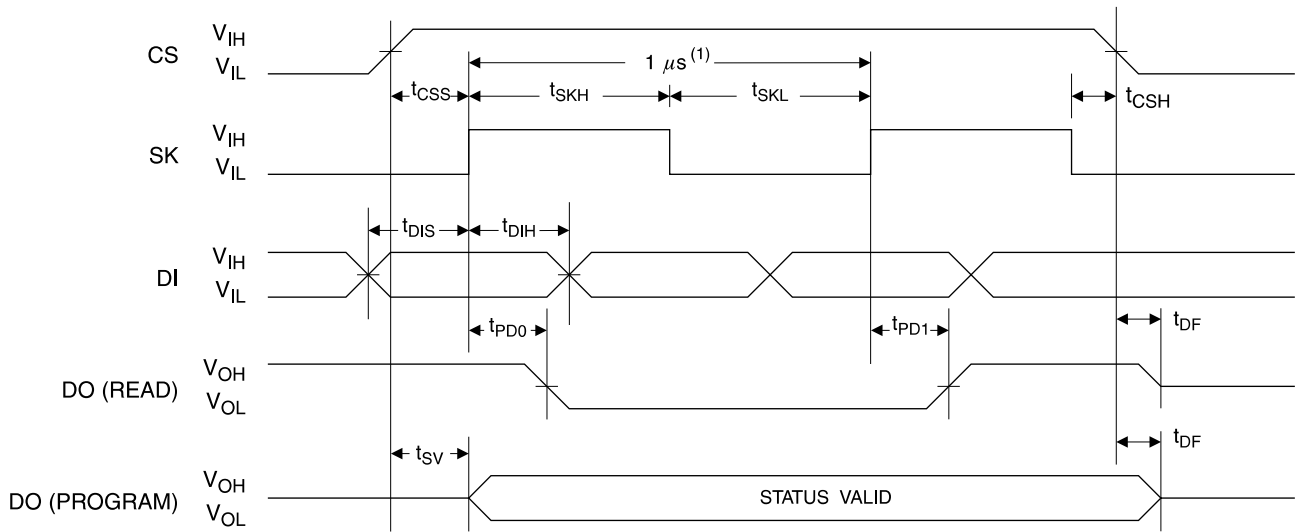 CS
V_IH
V_IL
1 µs (1)
t_CSS
t_SKH
t_SKL
t_CSH
SK
V_IH
V_IL
t_DIS
t_DIH
DI
V_IH
V_IL
t_PD0
t_PD1
t_DF
DO (READ)
V_OH
V_OL
t_SV
t_DF
DO (PROGRAM)
V_OH
V_OL
STATUS VALID